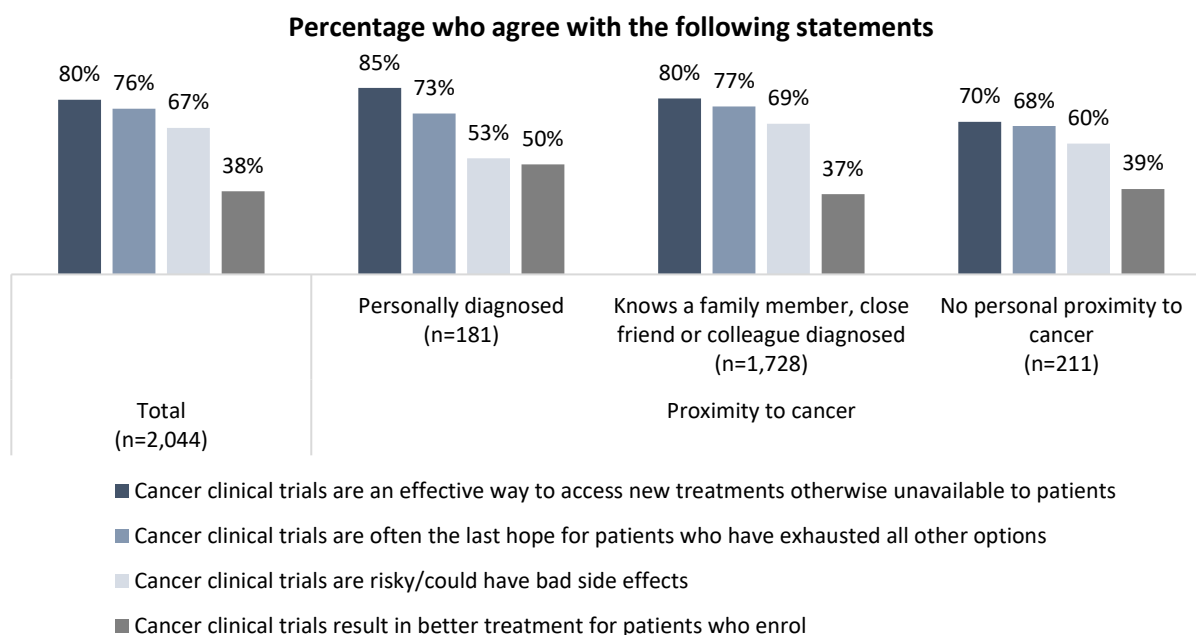 Percentage who agree with the following statements
80%
76%
67%
38%
85%
73%
53%
50%
80%
77%
69%
37%
70%
68%
60%
39%
Personally diagnosed
(n=181)
Knows a family member, close
friend or colleague diagnosed
(n=1,728)
No personal proximity to
cancer
(n=211)
Total
(n=2,044)
Proximity to cancer
Cancer clinical trials are an effective way to access new treatments otherwise unavailable to patients
Cancer clinical trials are often the last hope for patients who have exhausted all other options
Cancer clinical trials are risky/could have bad side effects
Cancer clinical trials result in better treatment for patients who enrol